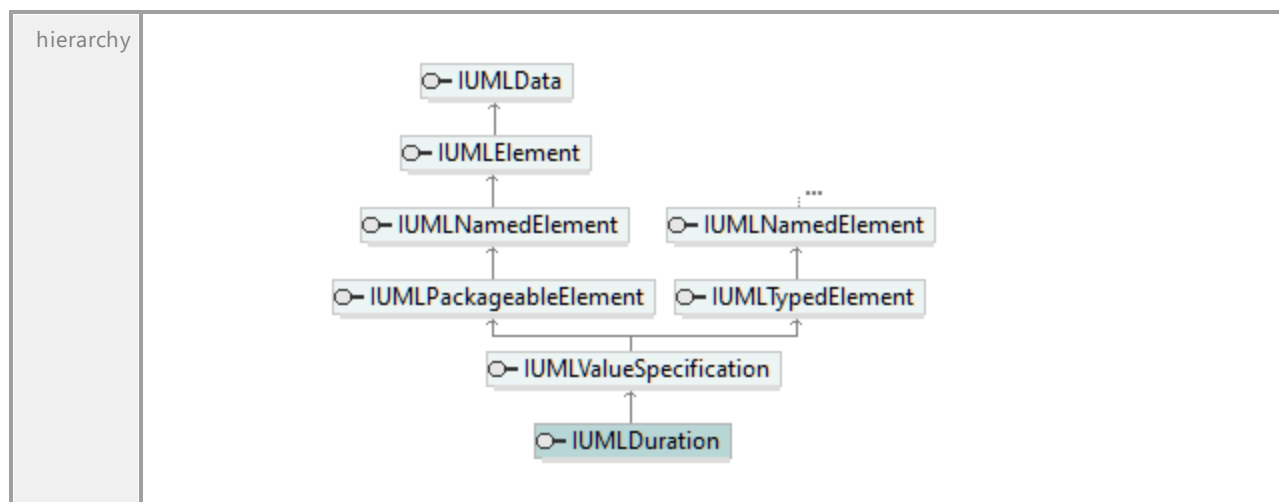 hierarchy
IUMLData
IUMLElement
...
IUMLNamedElement IUMLNamedElement
IUMLPackageableElement IUMLTypedElement
IUMLValueSpecification
IUMLDuration